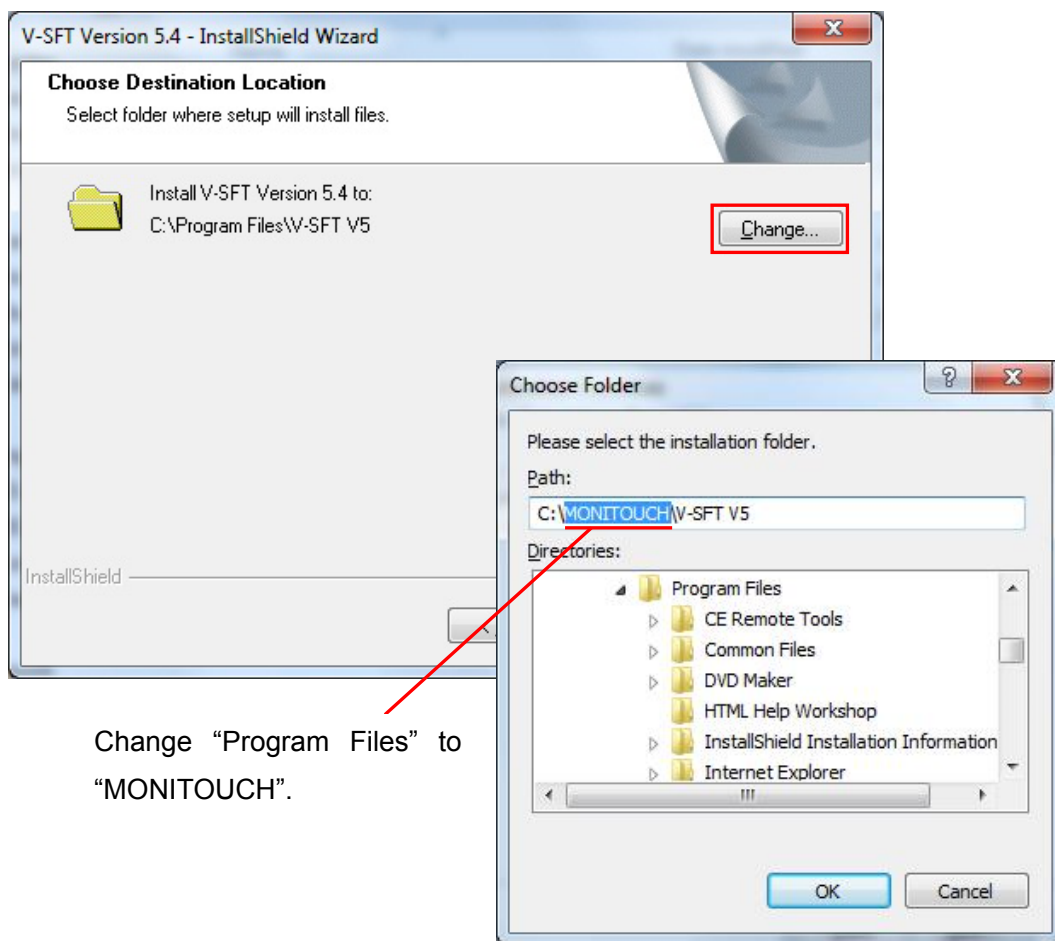 V-SFT Version 5.4 - InstallShield Wizard
Choose Destination Location
Select folder where setup will install files.
Install V-SFT Version 5.4 to:
C:\Program Files\V-SFT V5
Change...
InstallShield
<
Choose Folder
Please select the installation folder.
Path:
C:\MONITOUCH\V-SFT V5
Directories:
Program Files
CE Remote Tools
Common Files
DVD Maker
HTML Help Workshop
InstallShield Installation Information
Internet Explorer
OK
Cancel
Change “Program Files” to
“MONITOUCH”.